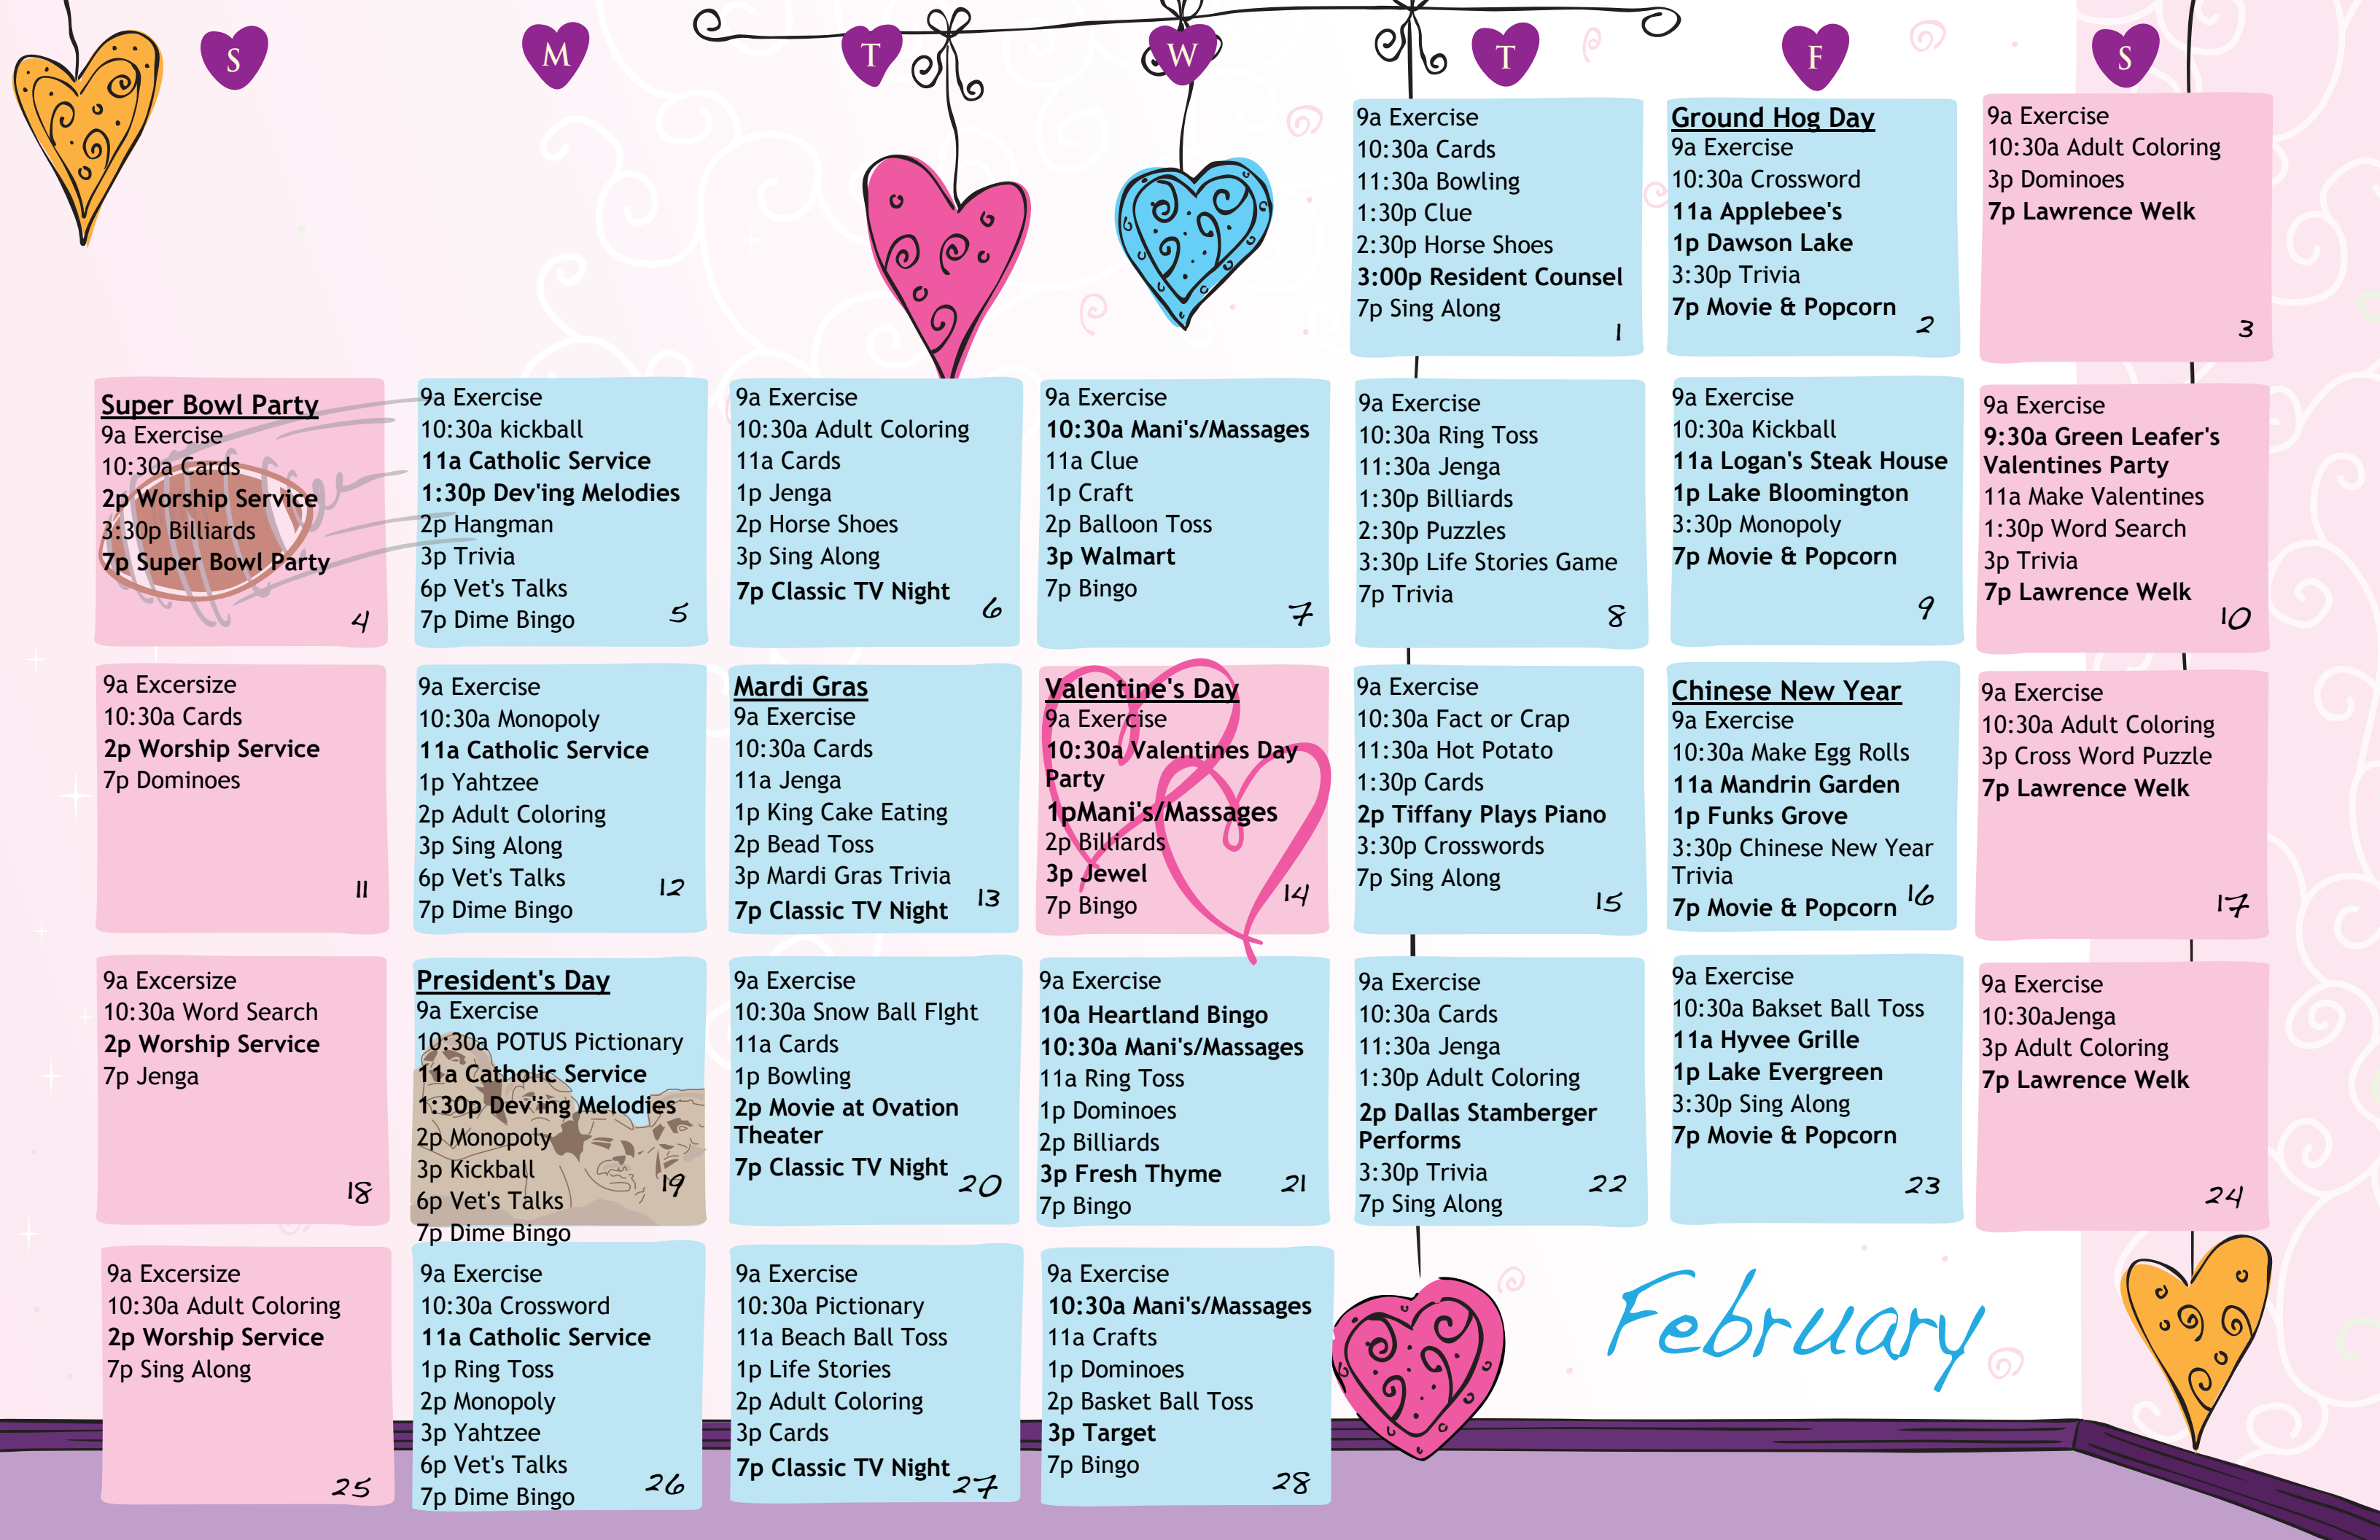 S
M
T
W
T
F
S
9a Exercise
10:30a Cards
11:30a Bowling
1:30p Clue
2:30p Horse Shoes
3:00p Resident Counsel
7p Sing Along
1
Ground Hog Day
9a Exercise
10:30a Crossword
11a Applebee's
1p Dawson Lake
3:30p Trivia
7p Movie & Popcorn
2
9a Exercise
10:30a Adult Coloring
3p Dominoes
7p Lawrence Welk
3
Super Bowl Party
9a Exercise
10:30a Cards
2p Worship Service
3:30p Billiards
7p Super Bowl Party
4
9a Exercise
10:30a kickball
11a Catholic Service
1:30p Dev'ing Melodies
2p Hangman
3p Trivia
6p Vet's Talks
7p Dime Bingo
5
9a Exercise
10:30a Adult Coloring
11a Cards
1p Jenga
2p Horse Shoes
3p Sing Along
7p Classic TV Night
6
9a Exercise
10:30a Mani's/Massages
11a Clue
1p Craft
2p Balloon Toss
3p Walmart
7p Bingo
7
9a Exercise
10:30a Ring Toss
11:30a Jenga
1:30p Billiards
2:30p Puzzles
3:30p Life Stories Game
7p Trivia
8
9a Exercise
10:30a Kickball
11a Logan's Steak House
1p Lake Bloomington
3:30p Monopoly
7p Movie & Popcorn
9
9a Exercise
9:30a Green Leafer's
Valentines Party
11a Make Valentines
1:30p Word Search
3p Trivia
7p Lawrence Welk
10
9a Excersize
10:30a Cards
2p Worship Service
7p Dominoes
11
9a Exercise
10:30a Monopoly
11a Catholic Service
1p Yahtzee
2p Adult Coloring
3p Sing Along
6p Vet's Talks
7p Dime Bingo
12
Mardi Gras
9a Exercise
10:30a Cards
11a Jenga
1p King Cake Eating
2p Bead Toss
3p Mardi Gras Trivia
7p Classic TV Night
13
Valentine's Day
9a Exercise
10:30a Valentines Day
Party
1pMani's/Massages
2p Billiards
3p Jewel
7p Bingo
14
9a Exercise
10:30a Fact or Crap
11:30a Hot Potato
1:30p Cards
2p Tiffany Plays Piano
3:30p Crosswords
7p Sing Along
15
Chinese New Year
9a Exercise
10:30a Make Egg Rolls
11a Mandrin Garden
1p Funks Grove
3:30p Chinese New Year
Trivia
7p Movie & Popcorn
16
9a Exercise
10:30a Adult Coloring
3p Cross Word Puzzle
7p Lawrence Welk
17
9a Excersize
10:30a Word Search
2p Worship Service
7p Jenga
18
President's Day
9a Exercise
10:30a POTUS Pictionary
11a Catholic Service
1:30p Dev'ing Melodies
2p Monopoly
3p Kickball
6p Vet's Talks
7p Dime Bingo
19
9a Exercise
10:30a Snow Ball FIght
11a Cards
1p Bowling
2p Movie at Ovation
Theater
7p Classic TV Night
20
9a Exercise
10a Heartland Bingo
10:30a Mani's/Massages
11a Ring Toss
1p Dominoes
2p Billiards
3p Fresh Thyme
7p Bingo
21
9a Exercise
10:30a Cards
11:30a Jenga
1:30p Adult Coloring
2p Dallas Stamberger
Performs
3:30p Trivia
7p Sing Along
22
9a Exercise
10:30a Bakset Ball Toss
11a Hyvee Grille
1p Lake Evergreen
3:30p Sing Along
7p Movie & Popcorn
23
9a Exercise
10:30aJenga
3p Adult Coloring
7p Lawrence Welk
24
9a Excersize
10:30a Adult Coloring
2p Worship Service
7p Sing Along
25
9a Exercise
10:30a Crossword
11a Catholic Service
1p Ring Toss
2p Monopoly
3p Yahtzee
6p Vet's Talks
7p Dime Bingo
26
9a Exercise
10:30a Pictionary
11a Beach Ball Toss
1p Life Stories
2p Adult Coloring
3p Cards
7p Classic TV Night
27
9a Exercise
10:30a Mani's/Massages
11a Crafts
1p Dominoes
2p Basket Ball Toss
3p Target
7p Bingo
28
February